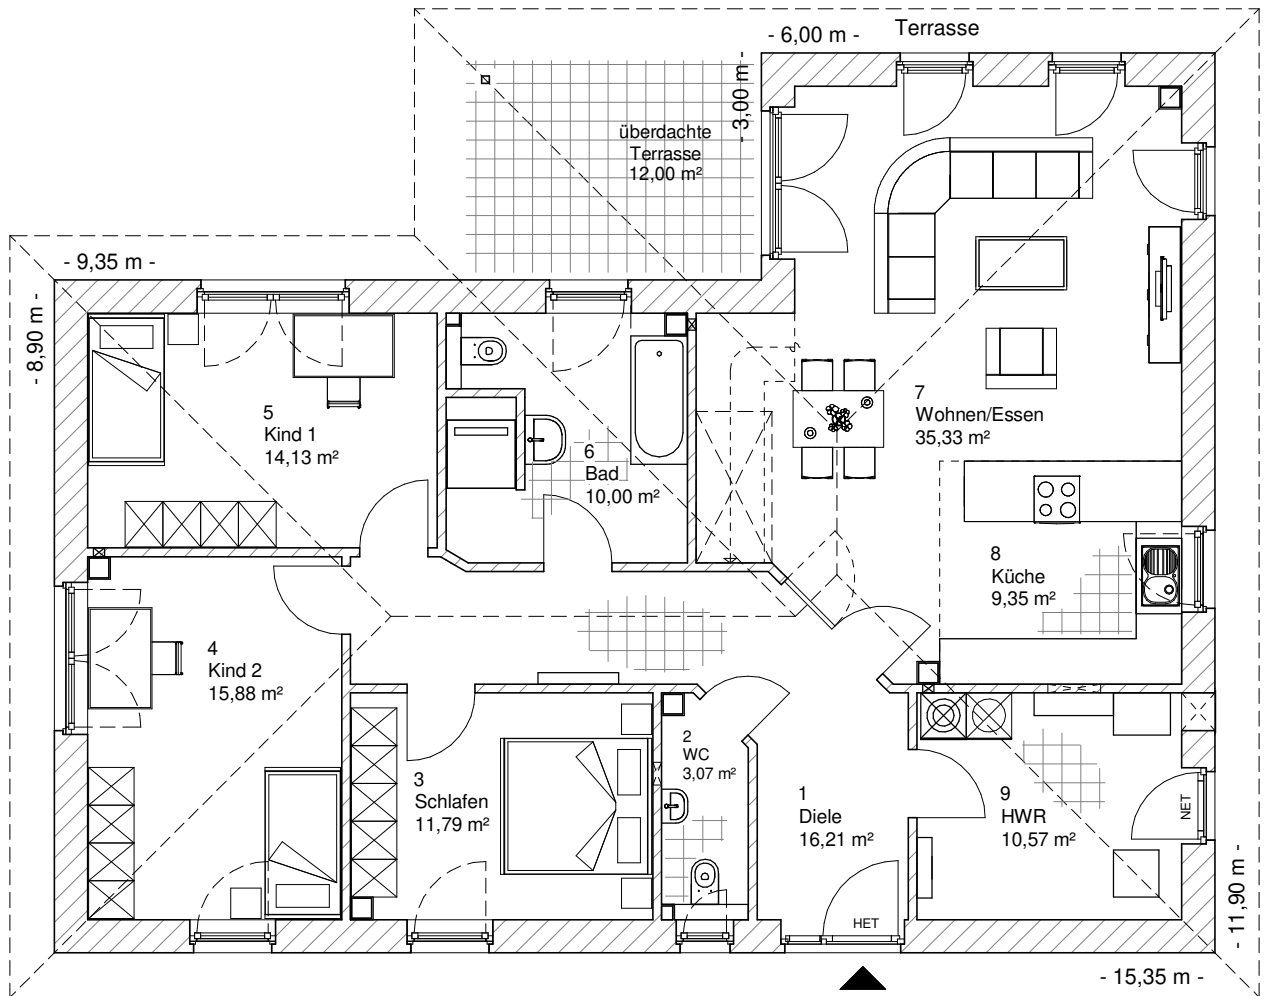 - 6,00 m -
Terrasse
- 3,00 m -
überdachte
Terrasse
12,00 m²
- 9,35 m -
- 8,90 m -
5
Kind 1
14,13 m²
6
Bad
10,00 m²
7
Wohnen/Essen
35,33 m²
8
Küche
9,35 m²
4
Kind 2
15,88 m²
3
Schlafen
11,79 m²
2
WC
3,07 m²
1
Diele
16,21 m²
9
HWR
10,57 m²
NET
HET
- 11,90 m -
- 15,35 m -